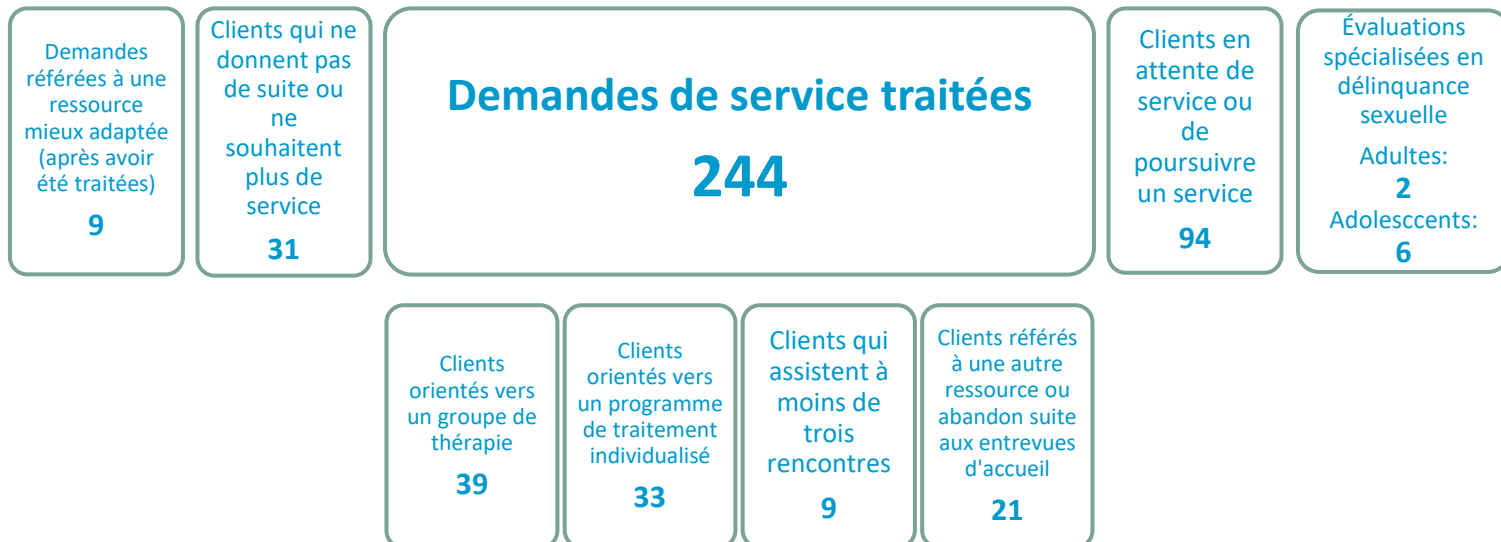 Demandes
référées à une
ressource
mieux adaptée
(après avoir
été traitées)
9
Clients qui ne
donnent pas
de suite ou
ne
souhaitent
plus de
service
31
Demandes de service traitées
244
Clients en
attente de
service ou
de
poursuivre
un service
94
Évaluations
spécialisées en
délinquance
sexuelle
Adultes:
2
Adolesccents:
6
Clients
orientés vers
un groupe de
thérapie
39
Clients
orientés vers
un programme
de traitement
individualisé
33
Clients qui
assistent à
moins de
trois
rencontres
9
Clients référés
à une autre
ressource ou
abandon suite
aux entrevues
d'accueil
21